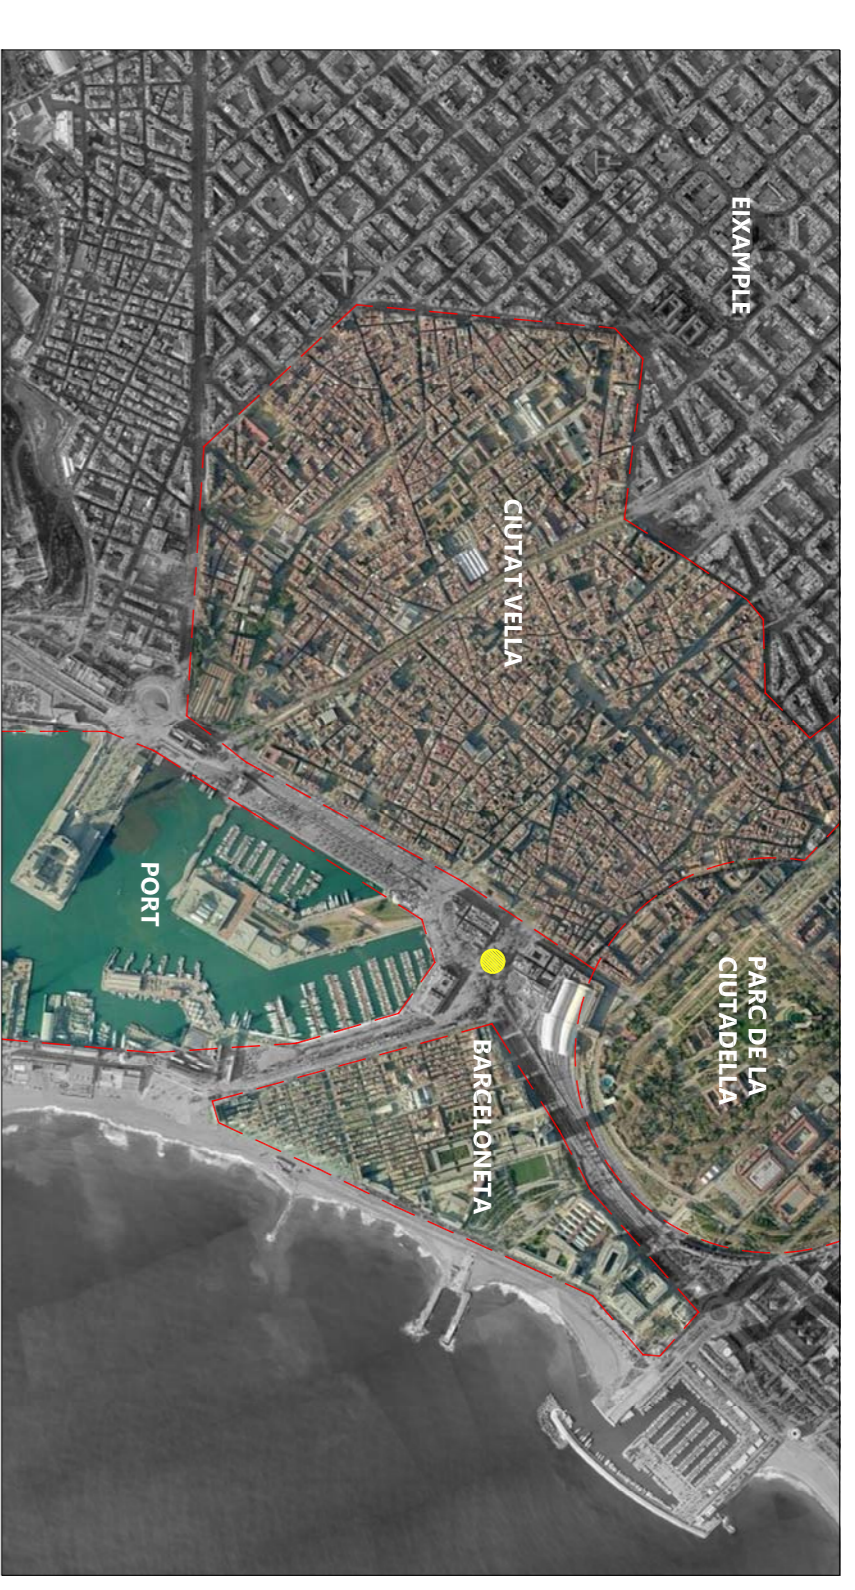 EIXAMPLE
CIUTAT VELLA
PARC DE LA
CIUTADELLA
PORT
BARCELONETA